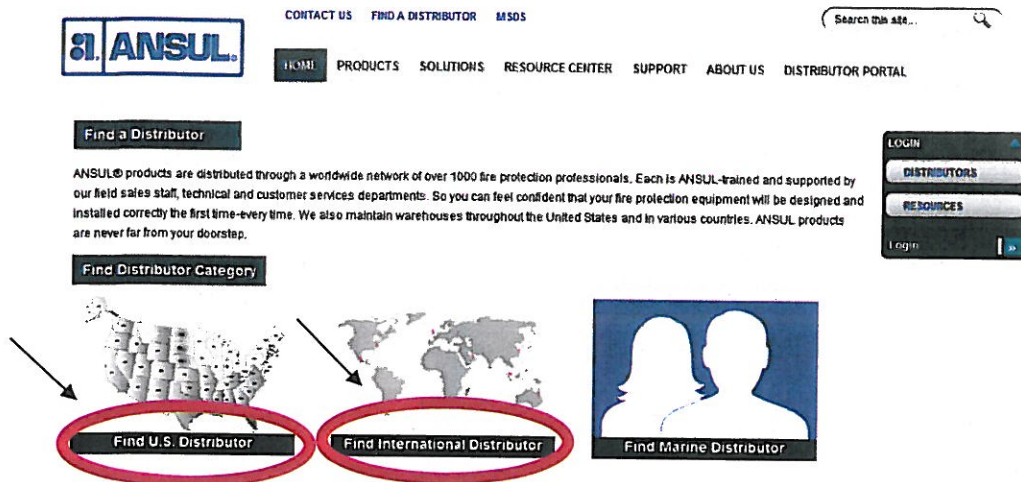 CONTACT US FIND A DISTRIBUTOR MSDS
Search this site...
a. ANSUL.
HOME PRODUCTS SOLUTIONS RESOURCE CENTER SUPPORT ABOUT US DISTRIBUTOR PORTAL
Find a Distributor
LOGIN
DISTRIBUTORS
RESOURCES
Login »
ANSUL® products are distributed through a worldwide network of over 1000 fire protection professionals. Each is ANSUL-trained and supported by
our field sales staff, technical and customer services departments. So you can feel confident that your fire protection equipment will be designed and
installed correctly the first time-every time. We also maintain warehouses throughout the United States and in various countries. ANSUL products
are never far from your doorstep.
Find Distributor Category
Find U.S. Distributor
Find International Distributor
Find Marine Distributor